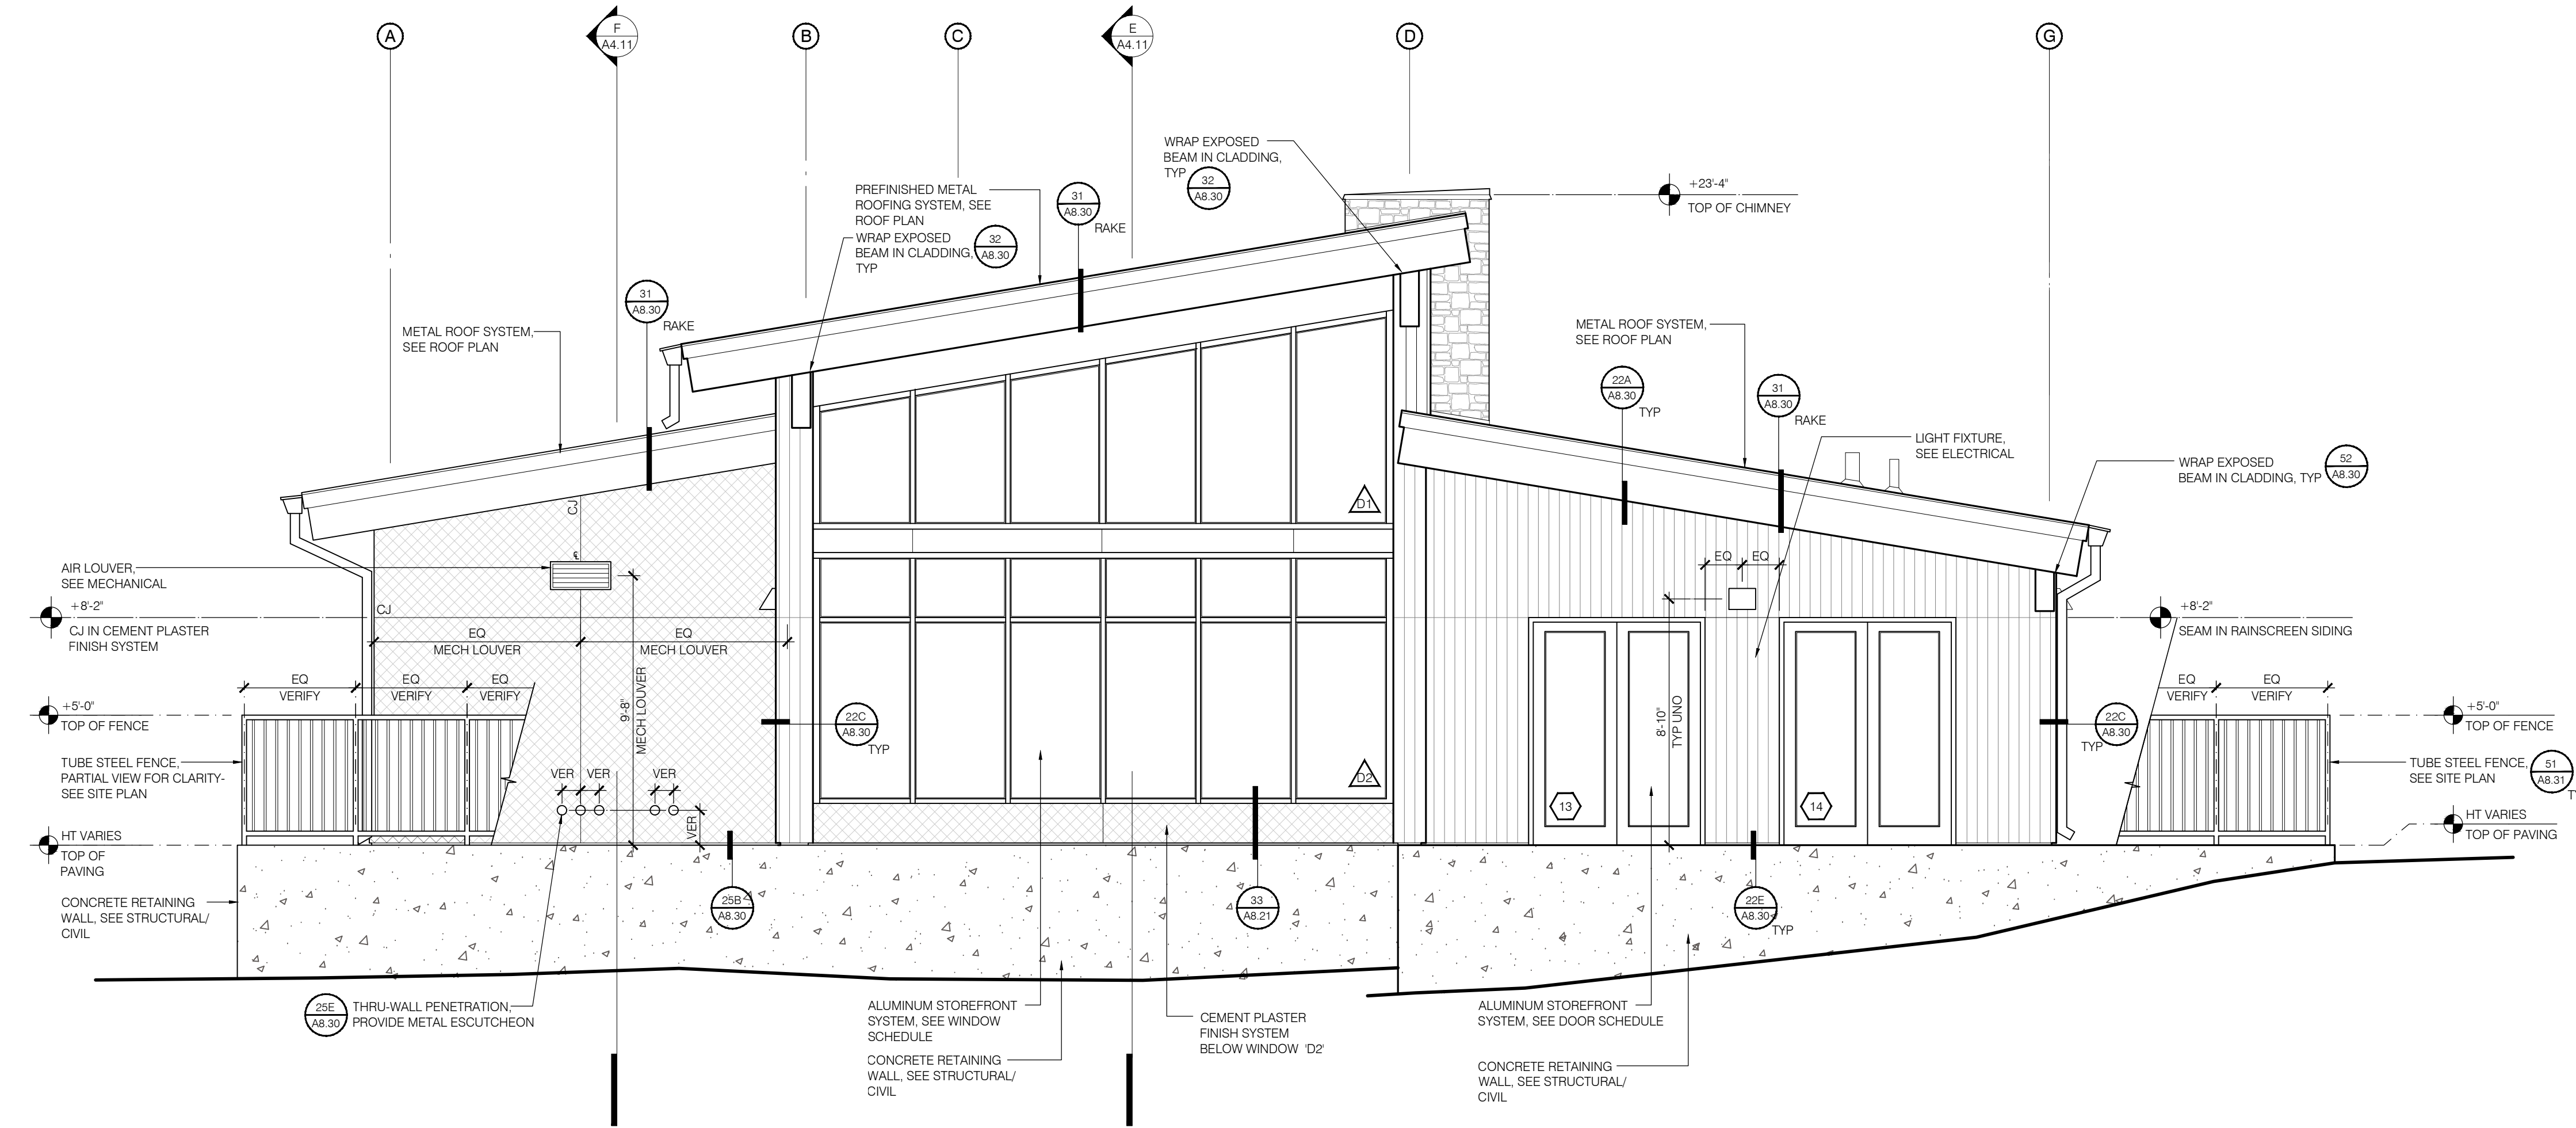 A
F
A4.11
B
C
E
A4.11
D
G
WRAP EXPOSED
BEAM IN CLADDING,
TYP
32
A8.30
+23'-4"
TOP OF CHIMNEY
PREFINISHED METAL
ROOFING SYSTEM, SEE
ROOF PLAN
31
A8.30
RAKE
WRAP EXPOSED
BEAM IN CLADDING,
TYP
32
A8.30
31
A8.30
RAKE
METAL ROOF SYSTEM,
SEE ROOF PLAN
METAL ROOF SYSTEM,
SEE ROOF PLAN
22A
A8.30
TYP
31
A8.30
RAKE
LIGHT FIXTURE,
SEE ELECTRICAL
WRAP EXPOSED
BEAM IN CLADDING, TYP
52
A8.30
CJ
D1
℄
EQ
EQ
AIR LOUVER,
SEE MECHANICAL
+8'-2"
CJ IN CEMENT PLASTER
FINISH SYSTEM
CJ
+8'-2"
SEAM IN RAINSCREEN SIDING
EQ
MECH LOUVER
EQ
MECH LOUVER
9'-8"
MECH LOUVER
EQ
VERIFY
EQ
VERIFY
EQ
VERIFY
EQ
VERIFY
EQ
VERIFY
+5'-0"
TOP OF FENCE
22C
A8.30
TYP
8'-10"
TYP UNO
22C
A8.30
TYP
+5'-0"
TOP OF FENCE
TUBE STEEL FENCE,
PARTIAL VIEW FOR CLARITY-
SEE SITE PLAN
VER
VER
VER
VER
D2
13
14
TUBE STEEL FENCE,
SEE SITE PLAN
51
A8.31
HT VARIES
TOP OF
PAVING
HT VARIES
TOP OF PAVING
CONCRETE RETAINING
WALL, SEE STRUCTURAL/
CIVIL
25B
A8.30
33
A8.21
22E
A8.30
TYP
25E
A8.30
THRU-WALL PENETRATION,
PROVIDE METAL ESCUTCHEON
ALUMINUM STOREFRONT
SYSTEM, SEE WINDOW
SCHEDULE
CONCRETE RETAINING
WALL, SEE STRUCTURAL/
CIVIL
CEMENT PLASTER
FINISH SYSTEM
BELOW WINDOW 'D2'
ALUMINUM STOREFRONT
SYSTEM, SEE DOOR SCHEDULE
CONCRETE RETAINING
WALL, SEE STRUCTURAL/
CIVIL